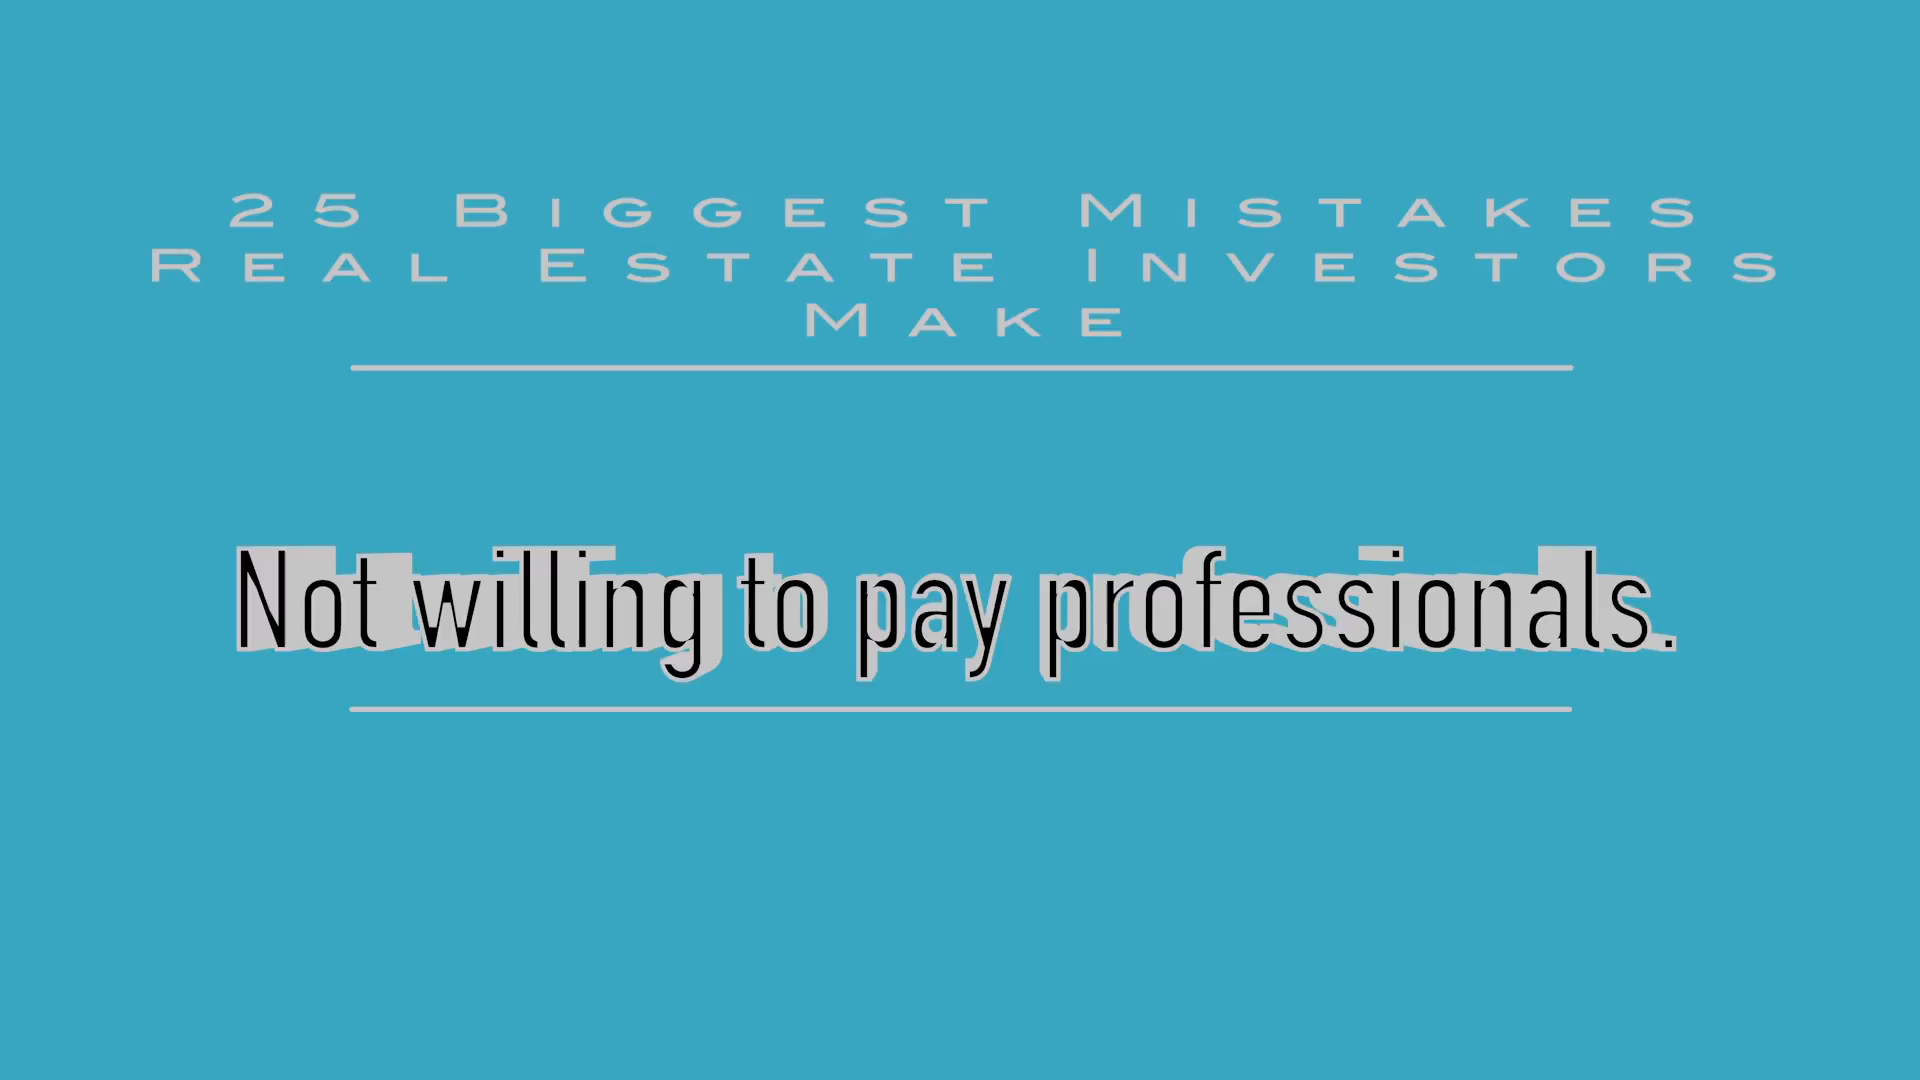 25 Biggest Mistakes
Real Estate Investors
Make
Not willing to pay professionals.